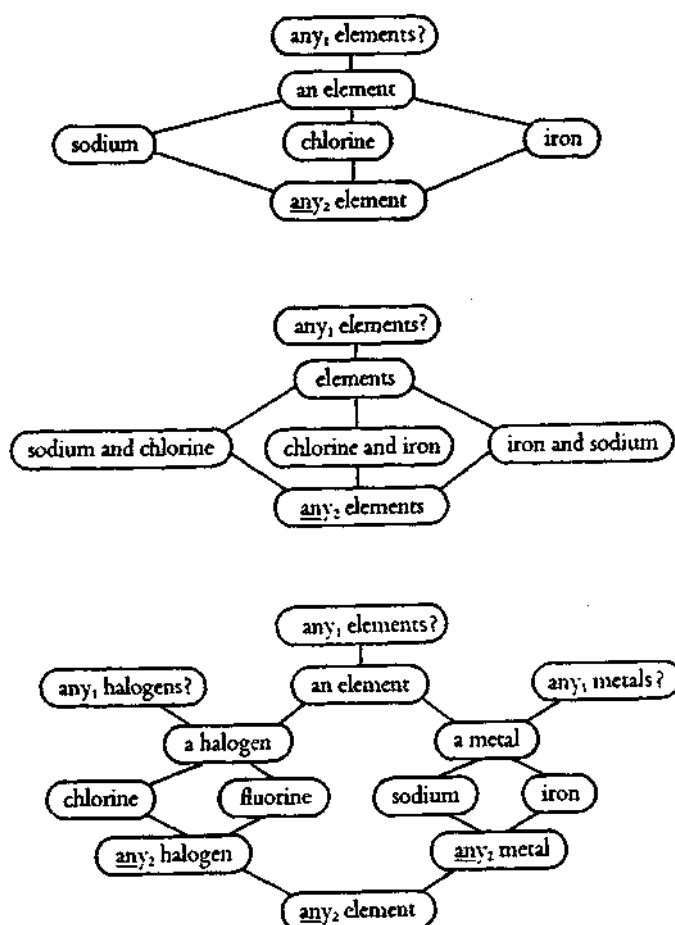 any₁ elements?
an element
sodium chlorine iron
any₂ element
any₁ elements?
elements
sodium and chlorine chlorine and iron iron and sodium
any₂ elements
any₁ elements?
any₁ halogens? an element any₁ metals?
a halogen a metal
chlorine fluorine sodium iron
any₂ halogen any₂ metal
any₂ element